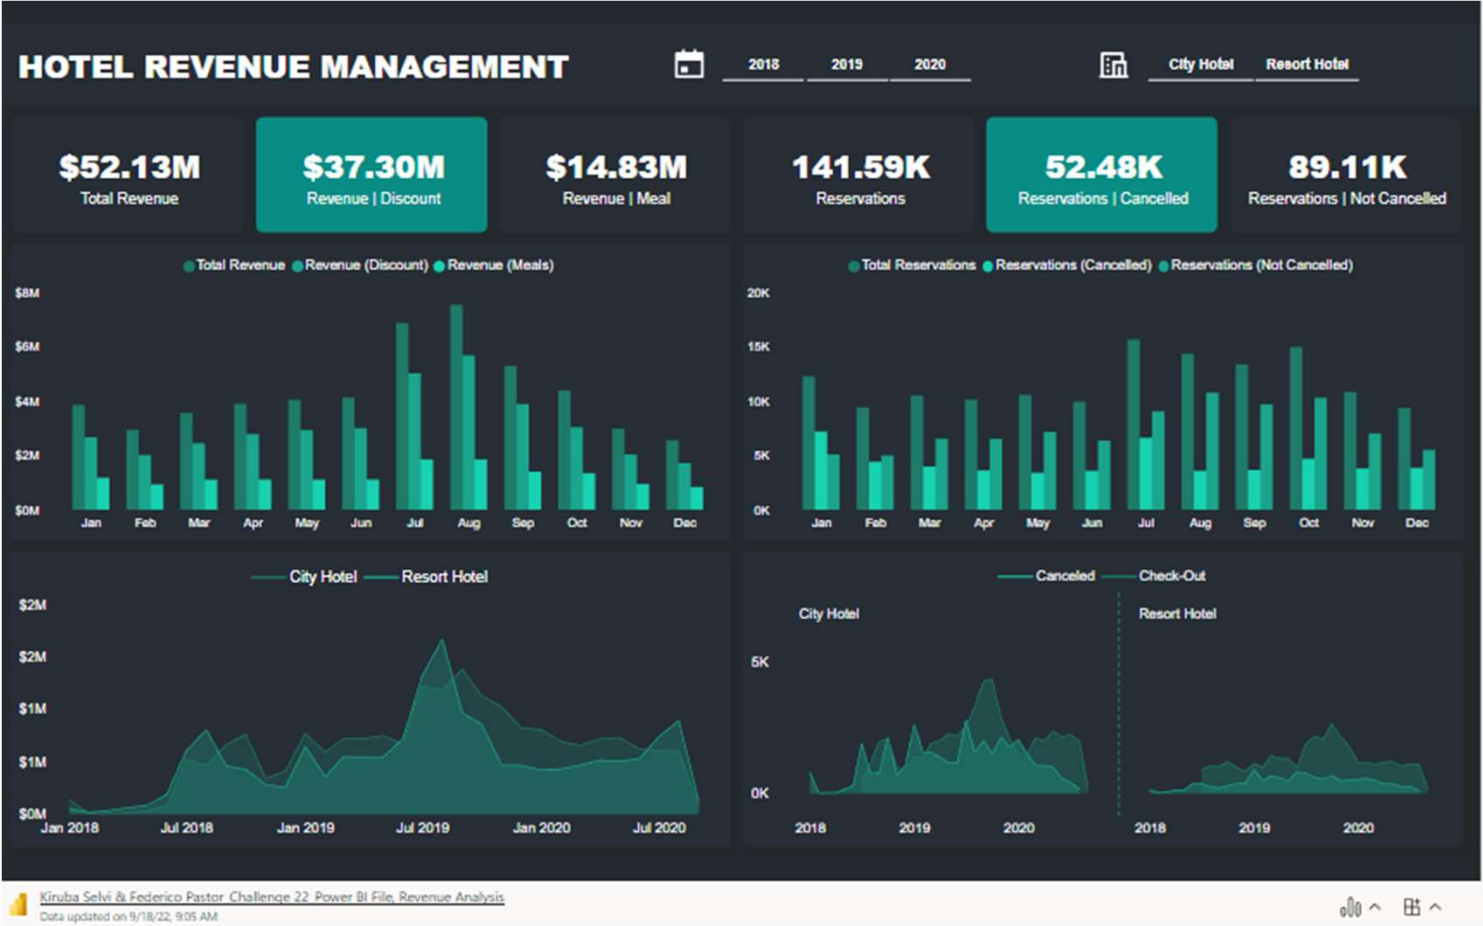 HOTEL REVENUE MANAGEMENT
2018 2019 2020
City Hotel Resort Hotel
$52.13M
Total Revenue
$37.30M
Revenue | Discount
$14.83M
Revenue | Meal
141.59K
Reservations
52.48K
Reservations | Cancelled
89.11K
Reservations | Not Cancelled
Total Revenue Revenue (Discount) Revenue (Meals)
$8M
$6M
$4M
$2M
$0M
Jan Feb Mar Apr May Jun Jul Aug Sep Oct Nov Dec
Total Reservations Reservations (Cancelled) Reservations (Not Cancelled)
20K
15K
10K
5K
0K
Jan Feb Mar Apr May Jun Jul Aug Sep Oct Nov Dec
City Hotel Resort Hotel
$2M
$2M
$1M
$1M
$0M
Jan 2018 Jul 2018 Jan 2019 Jul 2019 Jan 2020 Jul 2020
Canceled Check-Out
City Hotel Resort Hotel
5K
0K
2018 2019 2020 2018 2019 2020
Kiruba Selvi & Federico Pastor_Challenge 22_Power BI File, Revenue Analysis
Data updated on 9/18/22, 9:05 AM